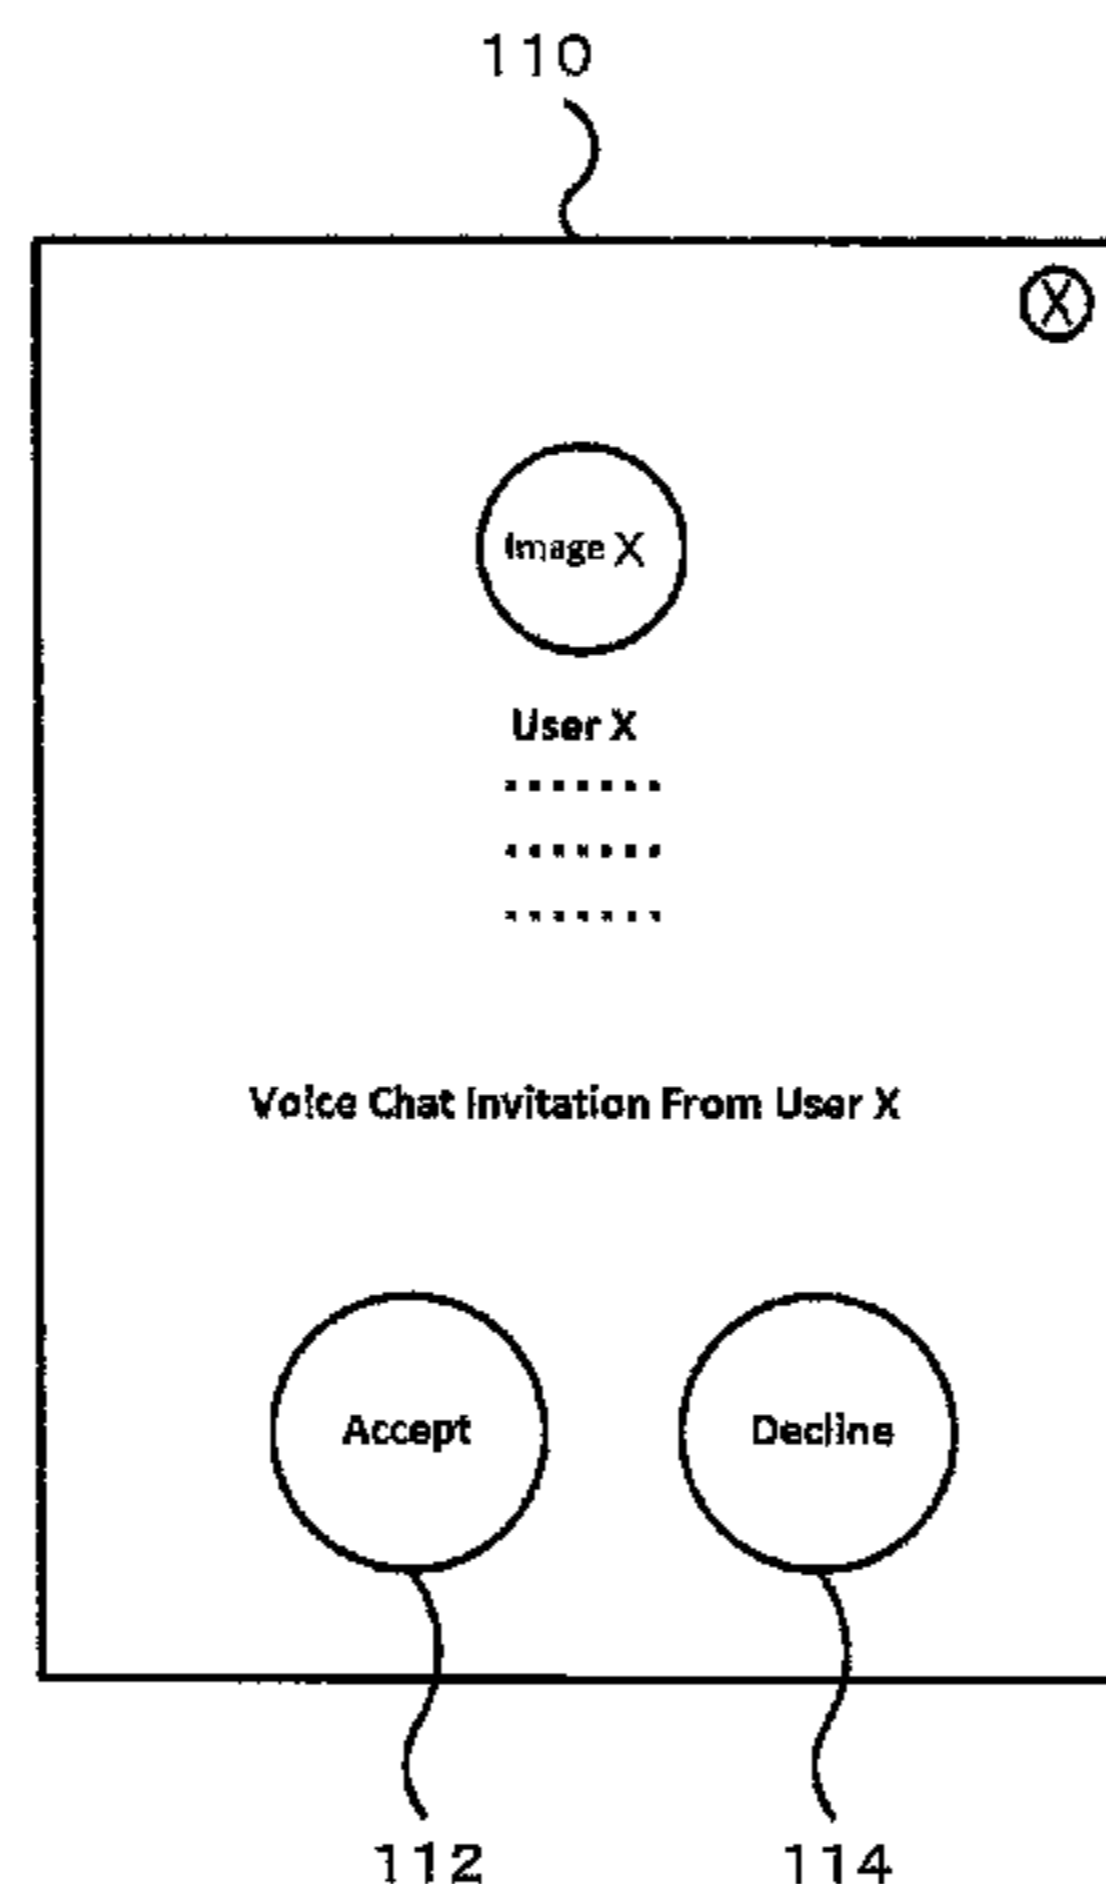 110
X
Image X
User X
.......
.......
.......
Voice Chat Invitation From User X
Accept Decline
112 114